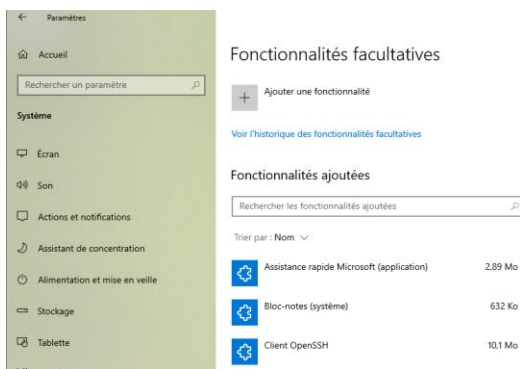 Paramètres
Accueil
Rechercher un paramètre
Système
Écran
Son
Actions et notifications
Assistant de concentration
Alimentation et mise en veille
Stockage
Tablette
Fonctionnalités facultatives
Ajouter une fonctionnalité
Voir l'historique des fonctionnalités facultatives
Fonctionnalités ajoutées
Rechercher les fonctionnalités ajoutées
Trier par : Nom
Assistance rapide Microsoft (application) 2,89 Mo
Bloc-notes (système) 632 Ko
Client OpenSSH 10,1 Mo